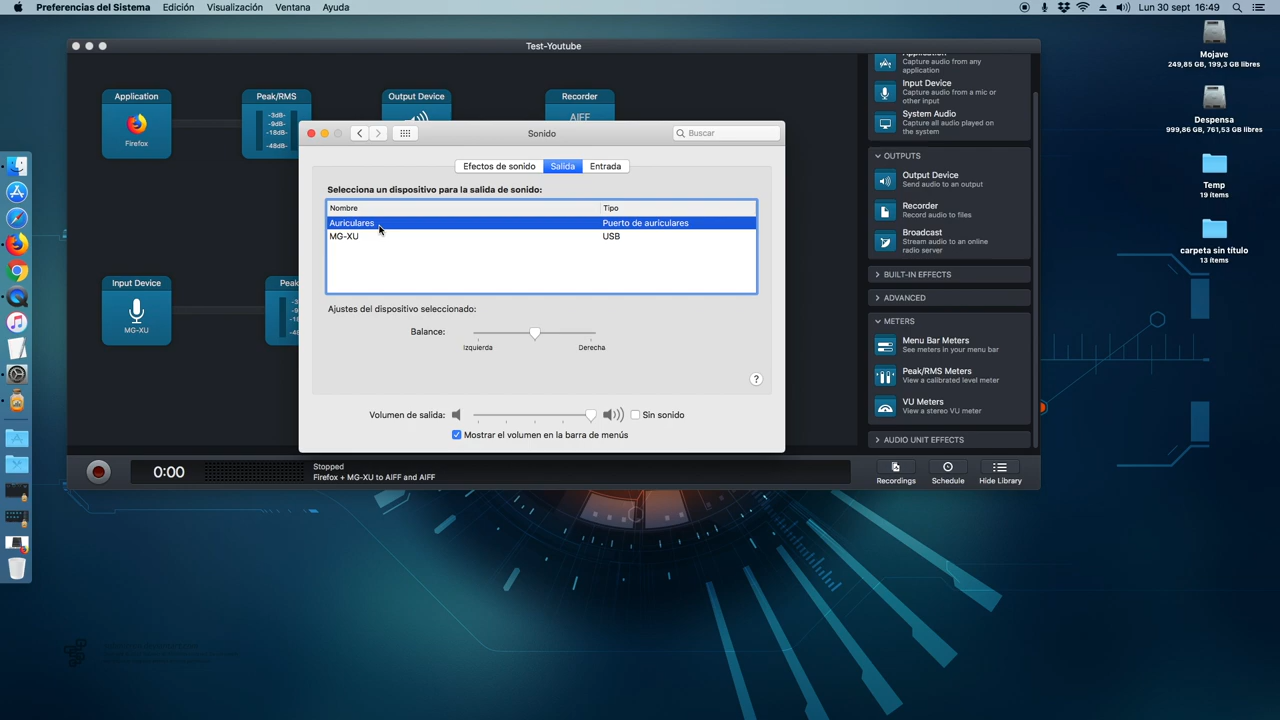 Preferencias del Sistema Edición Visualización Ventana Ayuda
Lun 30 sept 16:49
Test-Youtube
Mojave
249,85 GB, 199,3 GB libres
Despensa
999,86 GB, 761,53 GB libres
Temp
19 ítems
carpeta sin título
13 ítems
Application
Firefox
Peak/RMS
-3dB-
-9dB-
-18dB-
-48dB-
Output Device
Recorder
AIFF
Input Device
MG-XU
Peak
Sonido
Buscar
Efectos de sonido Salida Entrada
Selecciona un dispositivo para la salida de sonido:
Nombre Tipo
Auriculares Puerto de auriculares
MG-XU USB
Ajustes del dispositivo seleccionado:
Balance:
Izquierda Derecha
?
Volumen de salida: Sin sonido
Mostrar el volumen en la barra de menús
Capture audio from any
application
Input Device
Capture audio from a mic or
other input
System Audio
Capture all audio played on
the system
OUTPUTS
Output Device
Send audio to an output
Recorder
Record audio to files
Broadcast
Stream audio to an online
radio server
BUILT-IN EFFECTS
ADVANCED
METERS
Menu Bar Meters
See meters in your menu bar
Peak/RMS Meters
View a calibrated level meter
VU Meters
View a stereo VU meter
AUDIO UNIT EFFECTS
0:00
Stopped
Firefox + MG-XU to AIFF and AIFF
Recordings Schedule Hide Library